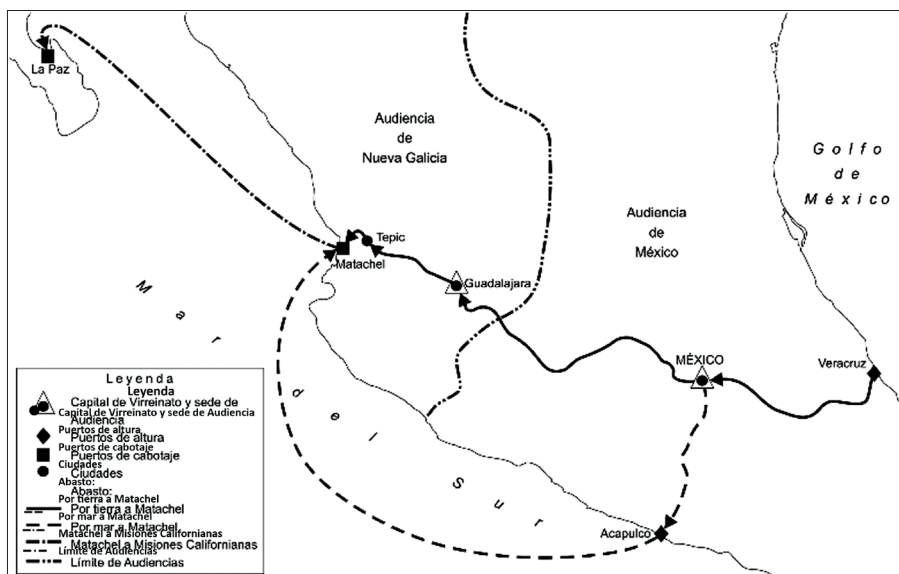 La Paz
Audiencia
de
Nueva Galicia
Golfo
de
México
Audiencia
de
México
Tepic
Matachel
Guadalajara
MÉXICO
Veracruz
Acapulco
Mar
del
Sur
Leyenda
Leyenda
Capital de Virreinato y sede de
Capital de Virreinato y sede de Audiencia
Audiencia
Puertos de altura
Puertos de altura
Puertos de cabotaje
Puertos de cabotaje
Ciudades
Ciudades
Abasto:
Abasto:
Por tierra a Matachel
Por tierra a Matachel
Por mar a Matachel
Por mar a Matachel
Matachel a Misiones Californianas
Matachel a Misiones Californianas
Límite de Audiencias
Límite de Audiencias